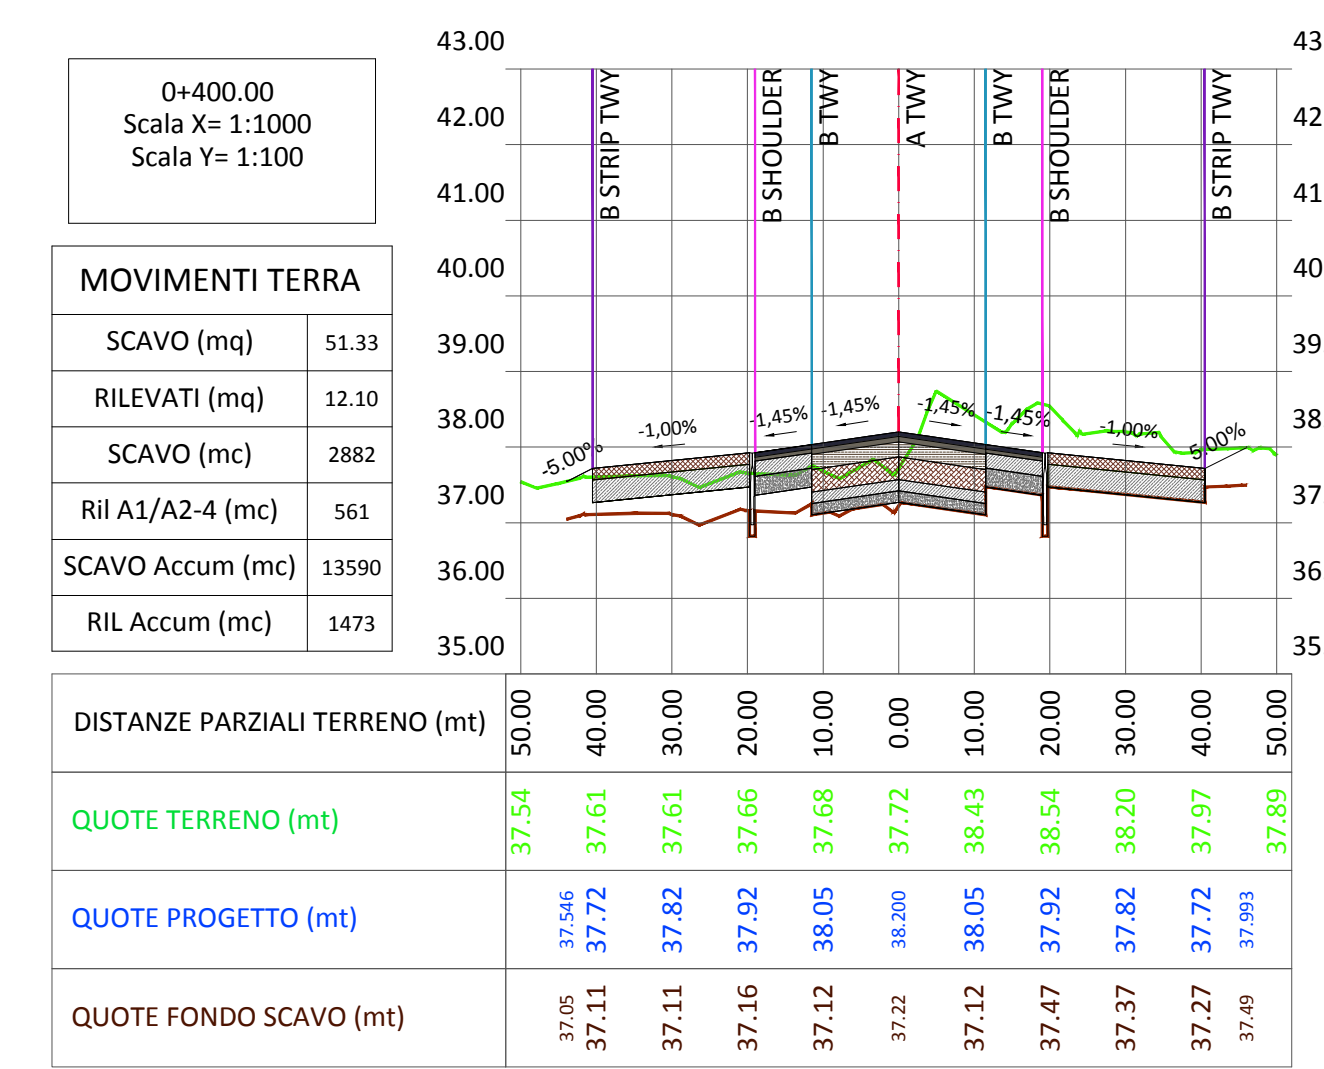 0+400.00
Scala X= 1:1000
Scala Y= 1:100
MOVIMENTI TERRA
SCAVO (mq) 51.33
RILEVATI (mq) 12.10
SCAVO (mc) 2882
Ril A1/A2-4 (mc) 561
SCAVO Accum (mc) 13590
RIL Accum (mc) 1473
43.00 43
42.00 42
41.00 41
40.00 40
39.00 39
38.00 38
37.00 37
36.00 36
35.00 35
B STRIP TWY
B SHOULDER
B TWY
A TWY
B TWY
B SHOULDER
B STRIP TWY
-5.00% -1,00% -1,45% -1,45% -1,45% -1,45% -1,00% 5.00%
DISTANZE PARZIALI TERRENO (mt) 50.00 40.00 30.00 20.00 10.00 0.00 10.00 20.00 30.00 40.00 50.00
QUOTE TERRENO (mt) 37.54 37.61 37.61 37.66 37.68 37.72 38.43 38.54 38.20 37.97 37.89
QUOTE PROGETTO (mt) 37.546 37.72 37.82 37.92 38.05 38.200 38.05 37.92 37.82 37.72 37.993
QUOTE FONDO SCAVO (mt) 37.05 37.11 37.11 37.16 37.12 37.22 37.12 37.47 37.37 37.27 37.49